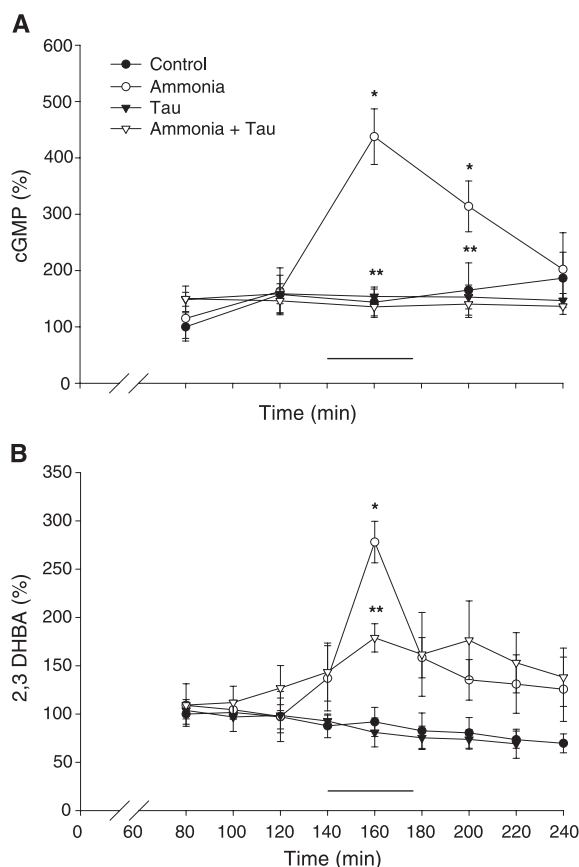 A
600
500
400
300
200
100
0
cGMP (%)
Control
Ammonia
Tau
Ammonia + Tau
*
*
**
**
Time (min)
B
350
300
250
200
150
100
50
0
2,3 DHBA (%)
*
**
0 60 80 100 120 140 160 180 200 220 240
Time (min)